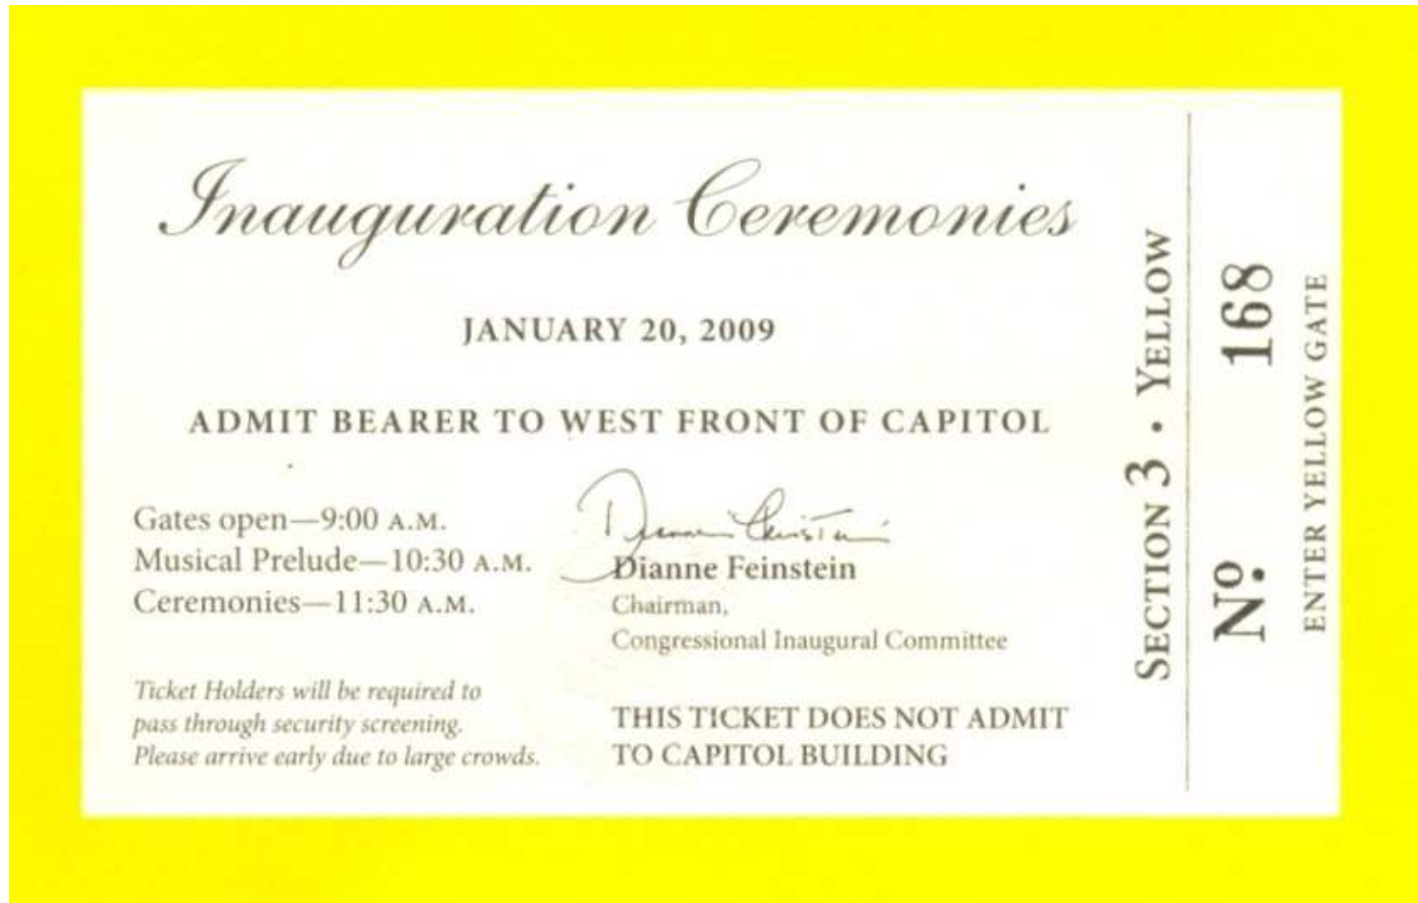 Inauguration Ceremonies
JANUARY 20, 2009
ADMIT BEARER TO WEST FRONT OF CAPITOL
Gates open—9:00 A.M.
Musical Prelude—10:30 A.M.
Ceremonies—11:30 A.M.
Ticket Holders will be required to
pass through security screening.
Please arrive early due to large crowds.
Dianne Feinstein
Dianne Feinstein
Chairman,
Congressional Inaugural Committee
THIS TICKET DOES NOT ADMIT
TO CAPITOL BUILDING
SECTION 3 · YELLOW
Nº. 168
ENTER YELLOW GATE